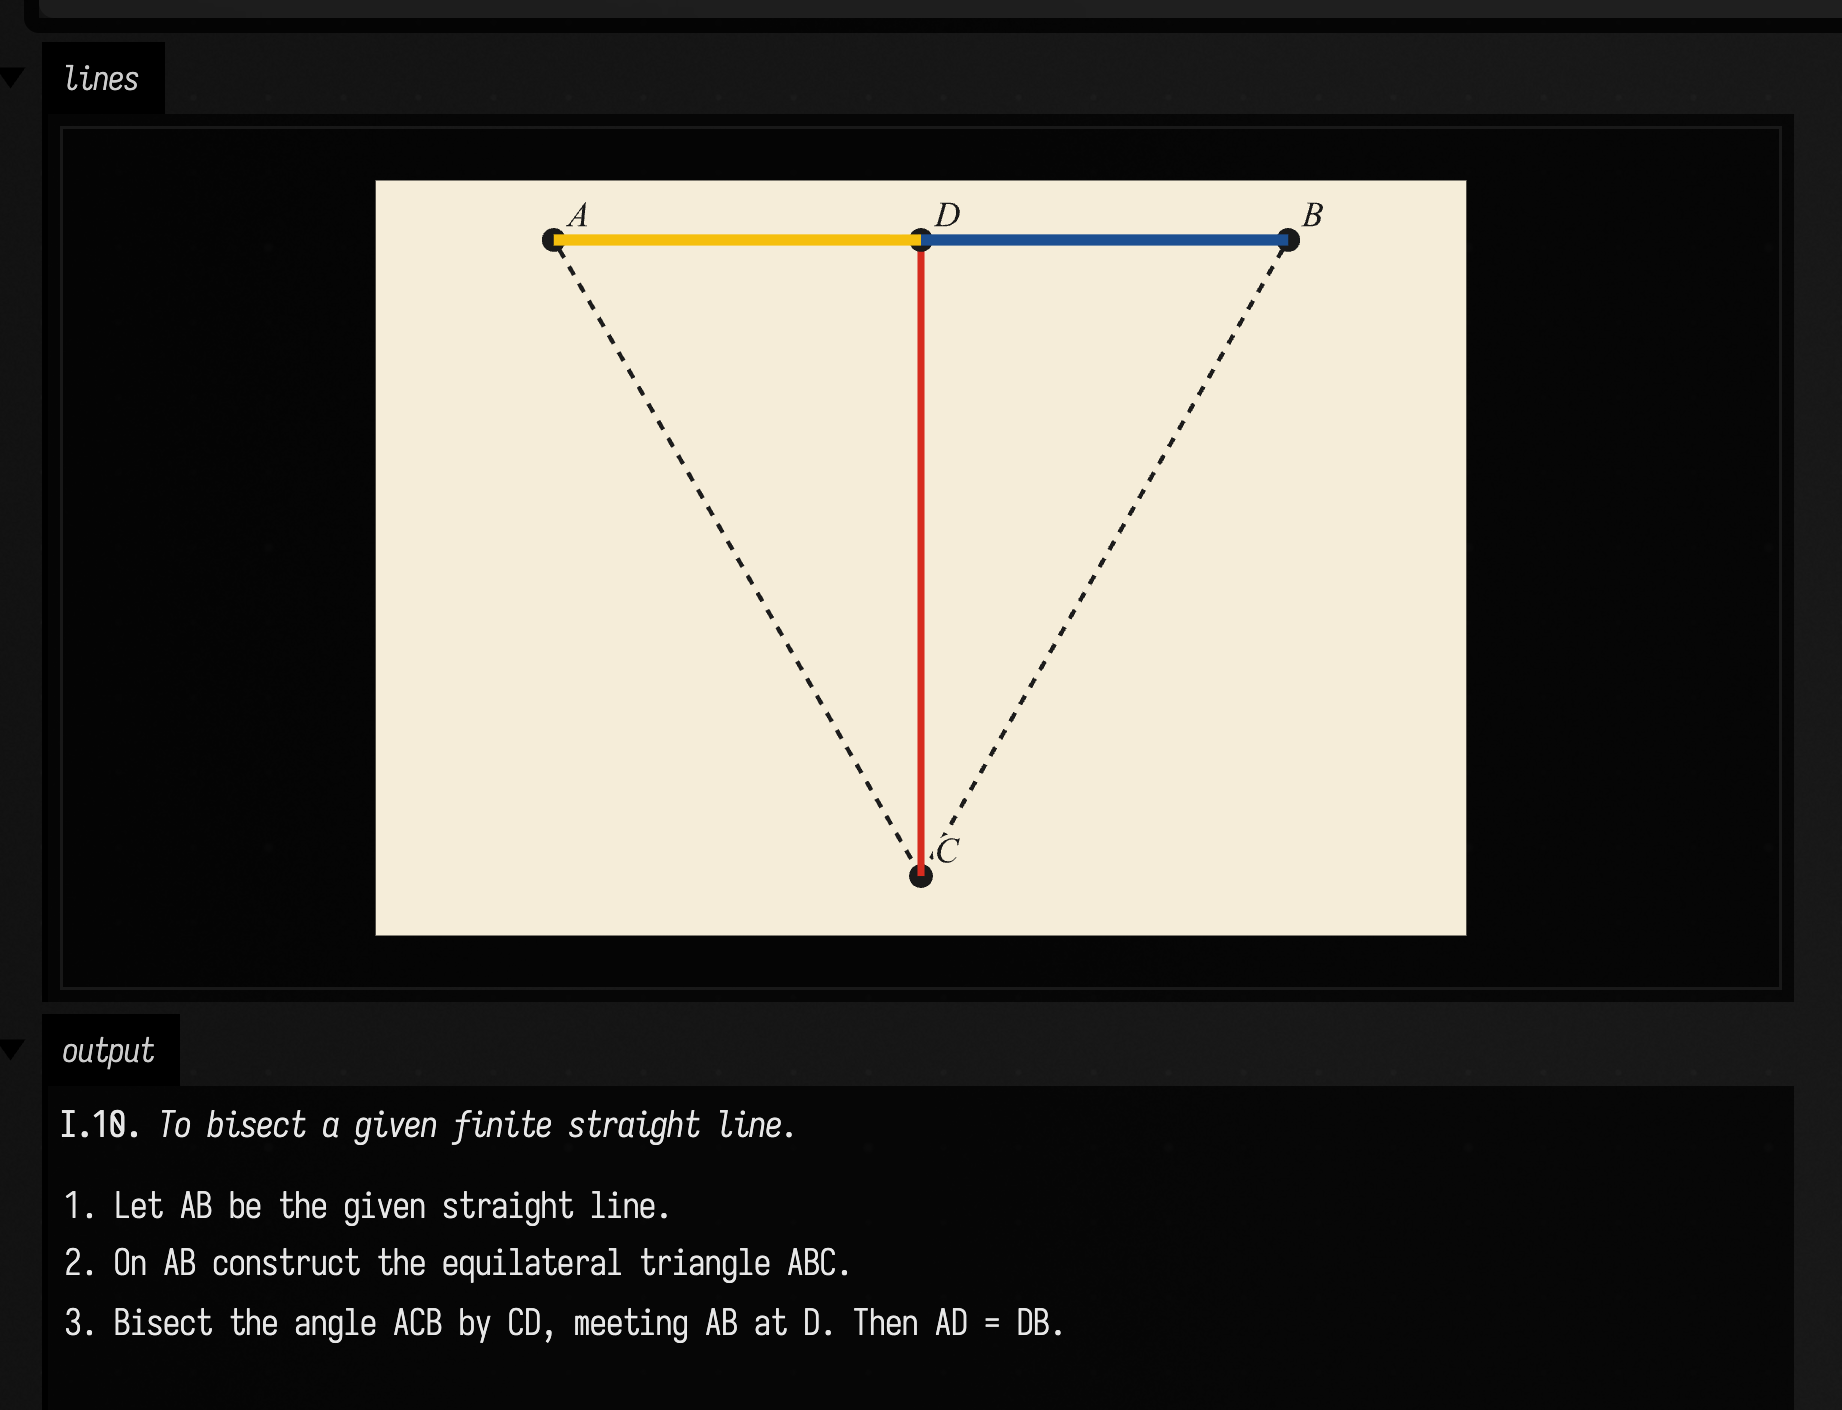 lines
A
D
B
C
output
I.10. To bisect a given finite straight line.
1. Let AB be the given straight line.
2. On AB construct the equilateral triangle ABC.
3. Bisect the angle ACB by CD, meeting AB at D. Then AD = DB.